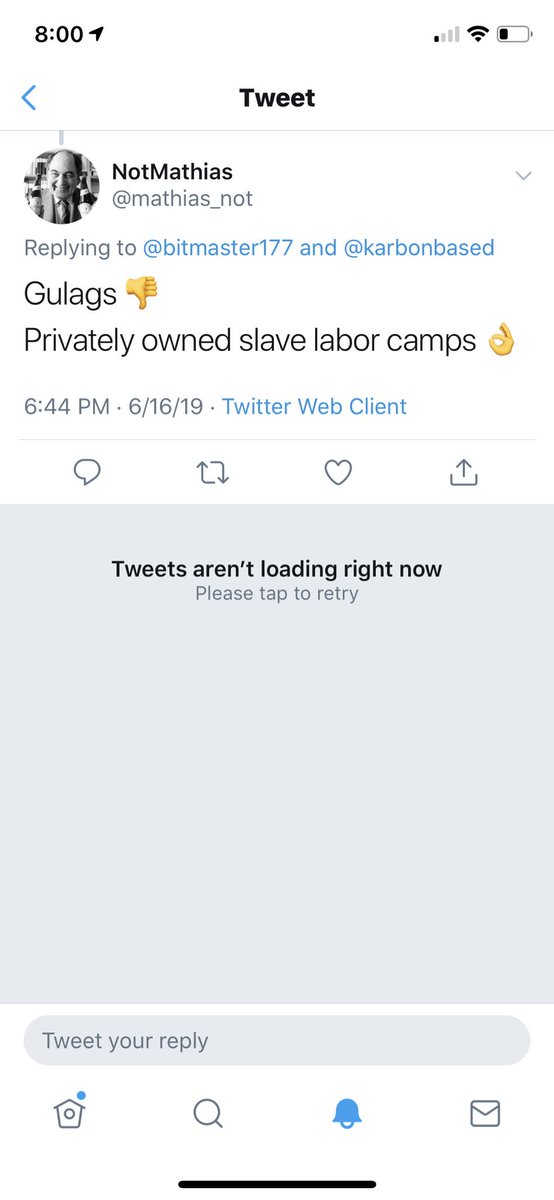 8:00
Tweet
NotMathias
@mathias_not
Replying to @bitmaster177 and @karbonbased
Gulags 👎
Privately owned slave labor camps 👌
6:44 PM · 6/16/19 · Twitter Web Client
Tweets aren’t loading right now
Please tap to retry
Tweet your reply